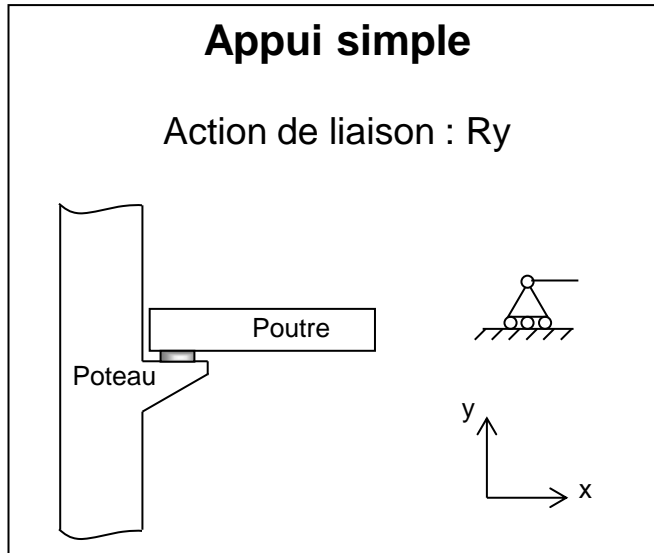 Appui simple
Action de liaison : Ry
Poutre
Poteau
y
x